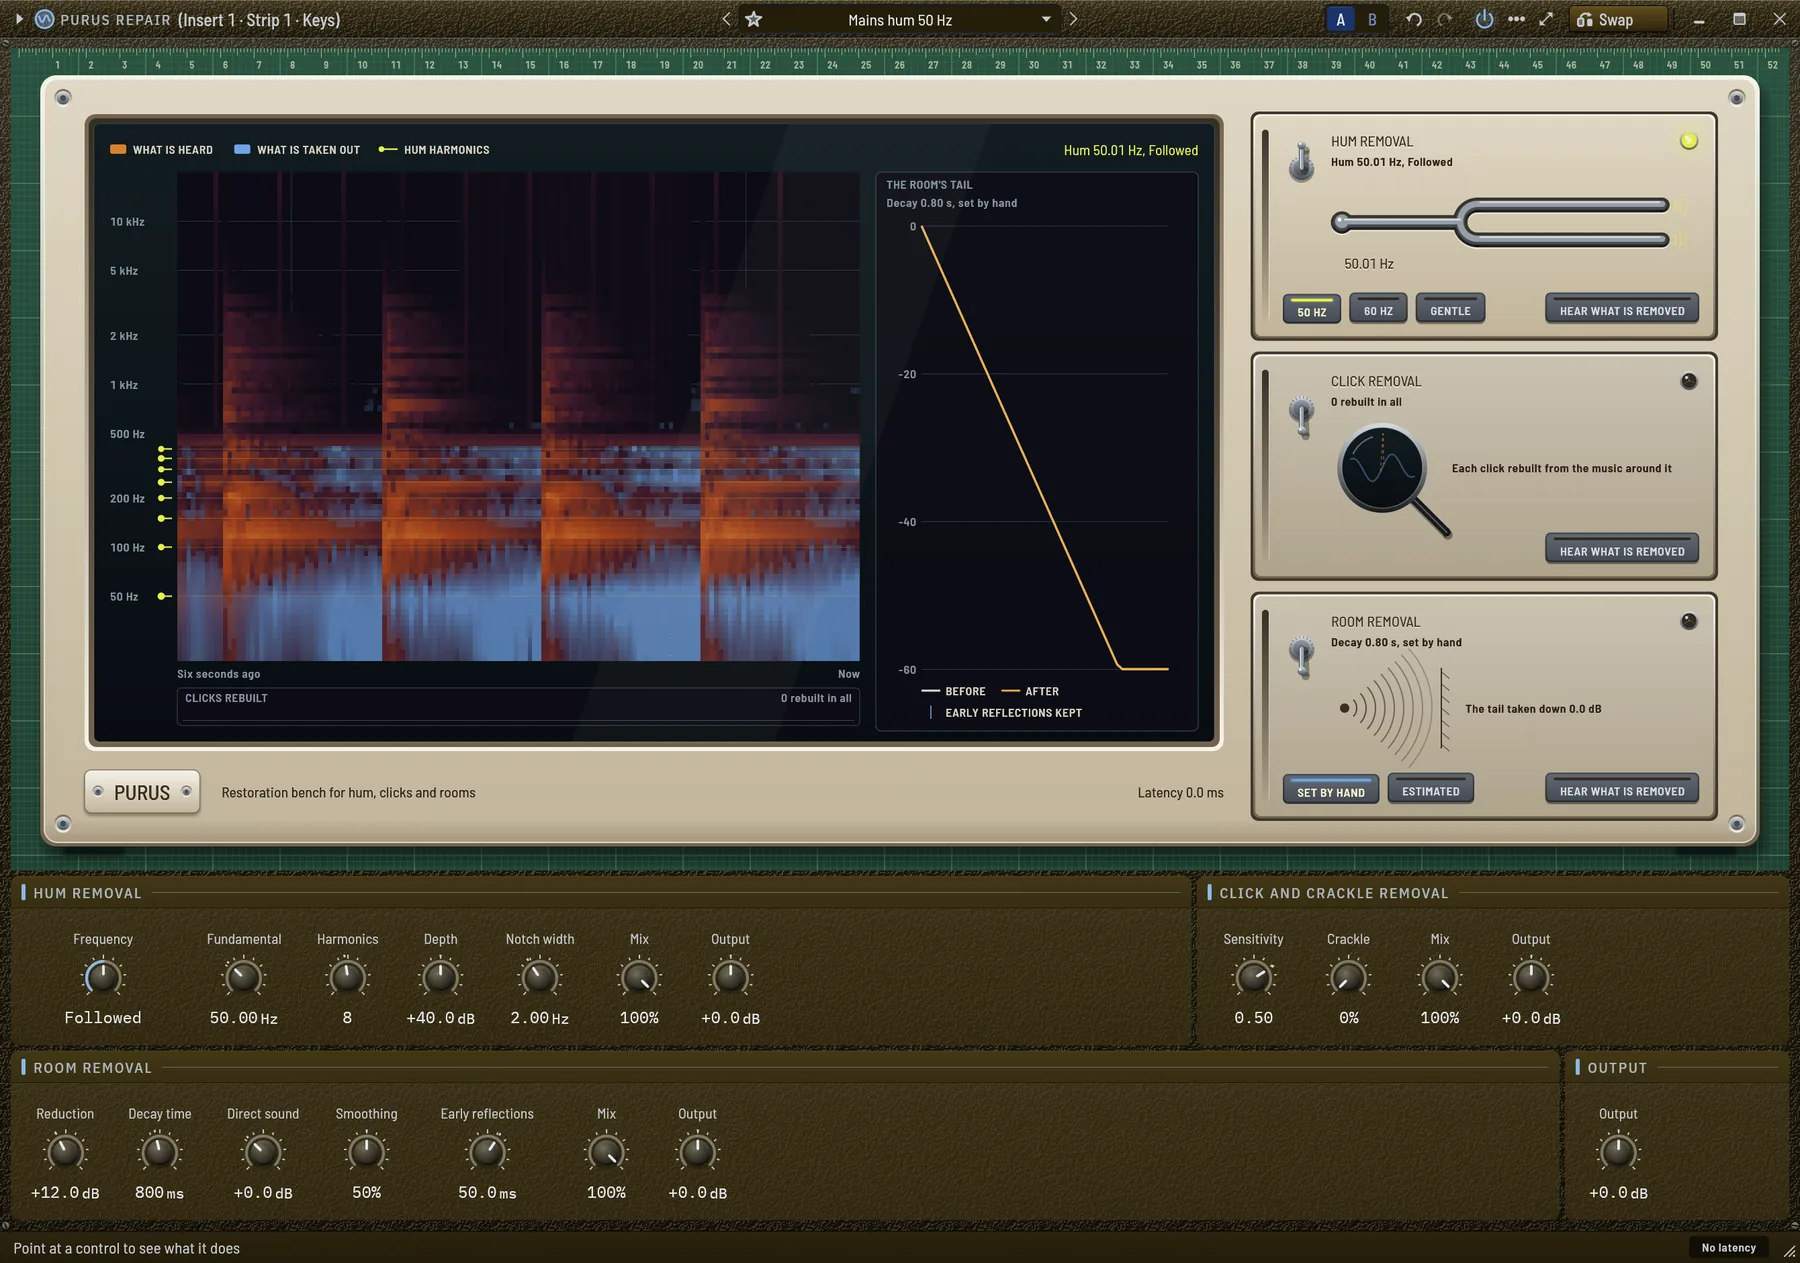 PURUS REPAIR (Insert 1 · Strip 1 · Keys)
Mains hum 50 Hz
A B
Swap
1 2 3 4 5 6 7 8 9 10 11 12 13 14 15 16 17 18 19 20 21 22 23 24 25 26 27 28 29 30 31 32 33 34 35 36 37 38 39 40 41 42 43 44 45 46 47 48 49 50 51 52
WHAT IS HEARD WHAT IS TAKEN OUT HUM HARMONICS
Hum 50.01 Hz, Followed
10 kHz
5 kHz
2 kHz
1 kHz
500 Hz
200 Hz
100 Hz
50 Hz
Six seconds ago Now
CLICKS REBUILT 0 rebuilt in all
THE ROOM'S TAIL
Decay 0.80 s, set by hand
0
-20
-40
-60
BEFORE AFTER
EARLY REFLECTIONS KEPT
PURUS
Restoration bench for hum, clicks and rooms
Latency 0.0 ms
HUM REMOVAL
Hum 50.01 Hz, Followed
50.01 Hz
50 HZ 60 HZ GENTLE HEAR WHAT IS REMOVED
CLICK REMOVAL
0 rebuilt in all
Each click rebuilt from the music around it
HEAR WHAT IS REMOVED
ROOM REMOVAL
Decay 0.80 s, set by hand
The tail taken down 0.0 dB
SET BY HAND ESTIMATED HEAR WHAT IS REMOVED
HUM REMOVAL
Frequency Fundamental Harmonics Depth Notch width Mix Output
Followed 50.00 Hz 8 +40.0 dB 2.00 Hz 100% +0.0 dB
CLICK AND CRACKLE REMOVAL
Sensitivity Crackle Mix Output
0.50 0% 100% +0.0 dB
ROOM REMOVAL
Reduction Decay time Direct sound Smoothing Early reflections Mix Output
+12.0 dB 800 ms +0.0 dB 50% 50.0 ms 100% +0.0 dB
OUTPUT
Output
+0.0 dB
Point at a control to see what it does
No latency